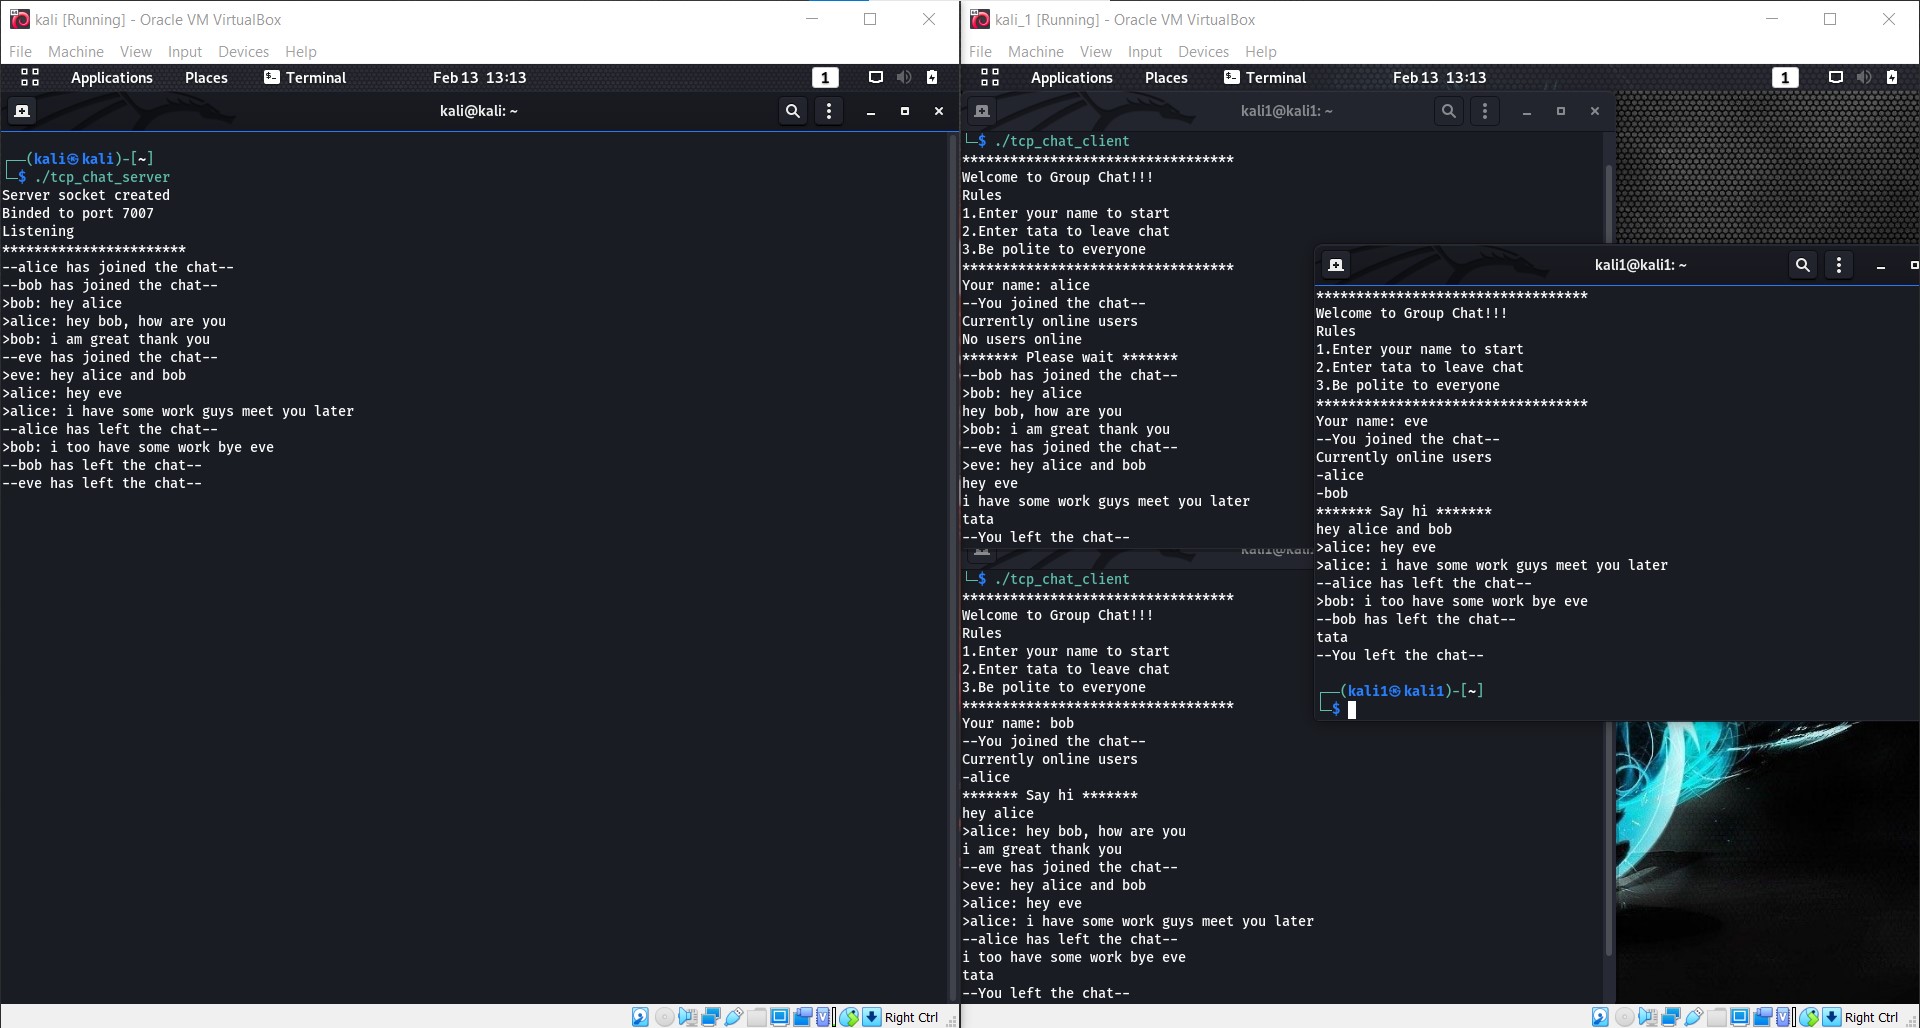 kali [Running] - Oracle VM VirtualBox
File Machine View Input Devices Help
Applications Places Terminal Feb 13 13:13 1
kali@kali: ~
┌──(kali㉿kali)-[~]
└─$ ./tcp_chat_server
Server socket created
Binded to port 7007
Listening
***********************
--alice has joined the chat--
--bob has joined the chat--
>bob: hey alice
>alice: hey bob, how are you
>bob: i am great thank you
--eve has joined the chat--
>eve: hey alice and bob
>alice: hey eve
>alice: i have some work guys meet you later
--alice has left the chat--
>bob: i too have some work bye eve
--bob has left the chat--
--eve has left the chat--
Right Ctrl
kali_1 [Running] - Oracle VM VirtualBox
File Machine View Input Devices Help
Applications Places Terminal Feb 13 13:13 1
kali1@kali1: ~
└─$ ./tcp_chat_client
**********************************
Welcome to Group Chat!!!
Rules
1.Enter your name to start
2.Enter tata to leave chat
3.Be polite to everyone
**********************************
Your name: alice
--You joined the chat--
Currently online users
No users online
******* Please wait *******
--bob has joined the chat--
>bob: hey alice
hey bob, how are you
>bob: i am great thank you
--eve has joined the chat--
>eve: hey alice and bob
hey eve
i have some work guys meet you later
tata
--You left the chat--
kali1@kali1
└─$ ./tcp_chat_client
**********************************
Welcome to Group Chat!!!
Rules
1.Enter your name to start
2.Enter tata to leave chat
3.Be polite to everyone
**********************************
Your name: bob
--You joined the chat--
Currently online users
-alice
******* Say hi *******
hey alice
>alice: hey bob, how are you
i am great thank you
--eve has joined the chat--
>eve: hey alice and bob
>alice: hey eve
>alice: i have some work guys meet you later
--alice has left the chat--
i too have some work bye eve
tata
--You left the chat--
kali1@kali1: ~
**********************************
Welcome to Group Chat!!!
Rules
1.Enter your name to start
2.Enter tata to leave chat
3.Be polite to everyone
**********************************
Your name: eve
--You joined the chat--
Currently online users
-alice
-bob
******* Say hi *******
hey alice and bob
>alice: hey eve
>alice: i have some work guys meet you later
--alice has left the chat--
>bob: i too have some work bye eve
--bob has left the chat--
tata
--You left the chat--
┌──(kali1㉿kali1)-[~]
└─$
Right Ctrl